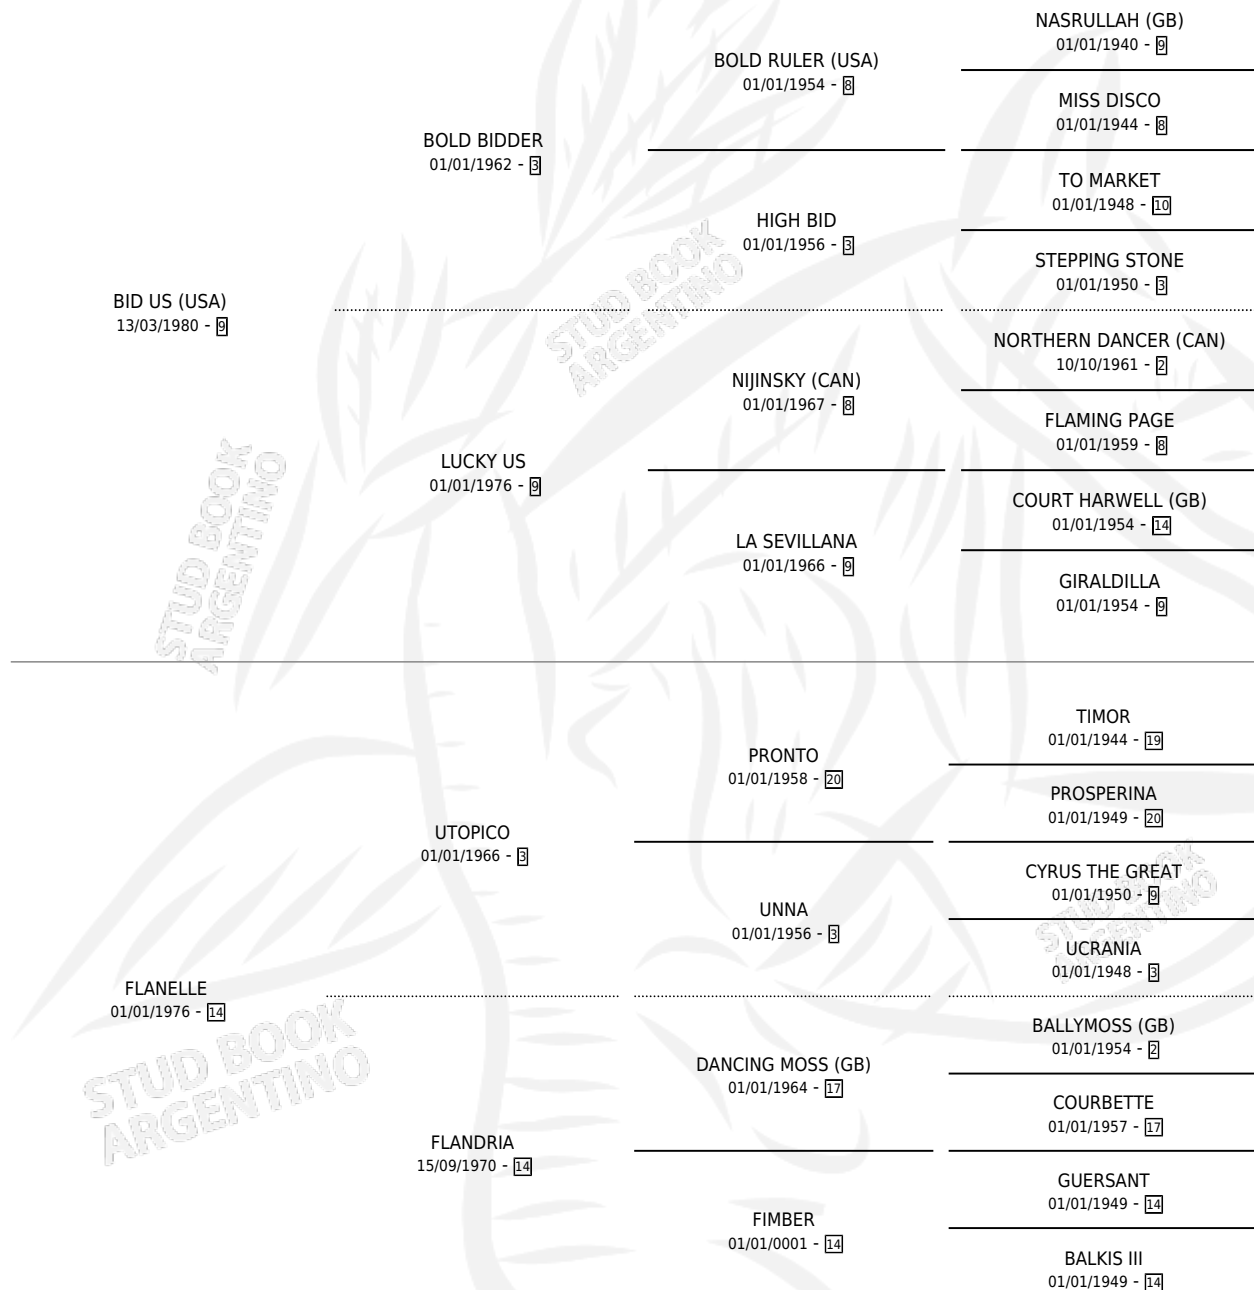 NASRULLAH (GB)
01/01/1940 - 9
BOLD RULER (USA)
01/01/1954 - 8
MISS DISCO
01/01/1944 - 8
BOLD BIDDER
01/01/1962 - 3
TO MARKET
01/01/1948 - 10
HIGH BID
01/01/1956 - 3
STEPPING STONE
01/01/1950 - 3
BID US (USA)
13/03/1980 - 9
NORTHERN DANCER (CAN)
10/10/1961 - 2
NIJINSKY (CAN)
01/01/1967 - 8
FLAMING PAGE
01/01/1959 - 8
LUCKY US
01/01/1976 - 9
COURT HARWELL (GB)
01/01/1954 - 14
LA SEVILLANA
01/01/1966 - 9
GIRALDILLA
01/01/1954 - 9
TIMOR
01/01/1944 - 19
PRONTO
01/01/1958 - 20
PROSPERINA
01/01/1949 - 20
UTOPICO
01/01/1966 - 3
CYRUS THE GREAT
01/01/1950 - 9
UNNA
01/01/1956 - 3
UCRANIA
01/01/1948 - 3
FLANELLE
01/01/1976 - 14
BALLYMOSS (GB)
01/01/1954 - 2
DANCING MOSS (GB)
01/01/1964 - 17
COURBETTE
01/01/1957 - 17
FLANDRIA
15/09/1970 - 14
GUERSANT
01/01/1949 - 14
FIMBER
01/01/0001 - 14
BALKIS III
01/01/1949 - 14
STUD BOOK
ARGENTINO
STUD BOOK
ARGENTINO
STUD BOOK
ARGENTINO
STUD BOOK
ARGENTINO